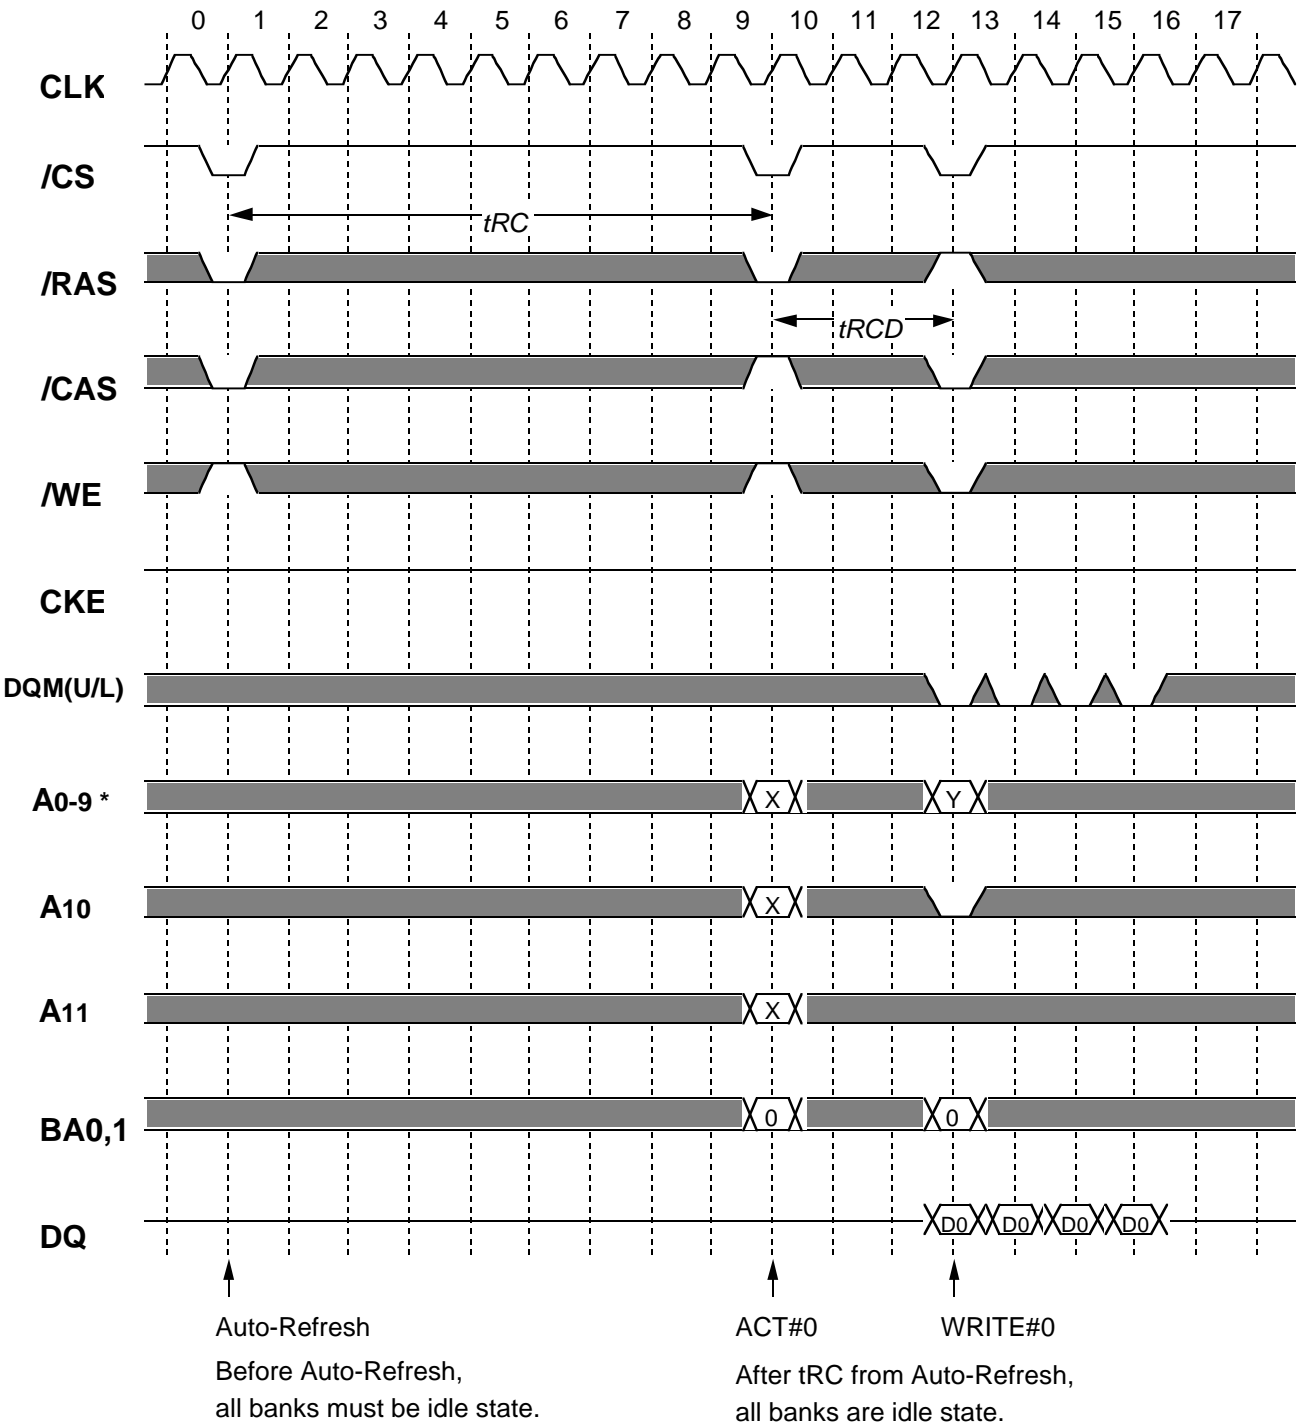 0 1 2 3 4 5 6 7 8 9 10 11 12 13 14 15 16 17
CLK
/CS
tRC
/RAS
tRCD
/CAS
/WE
CKE
DQM(U/L)
A0-9 * X Y
A10 X
A11 X
BA0,1 0 0
DQ D0 D0 D0 D0
Auto-Refresh ACT#0 WRITE#0
Before Auto-Refresh,
all banks must be idle state.
After tRC from Auto-Refresh,
all banks are idle state.